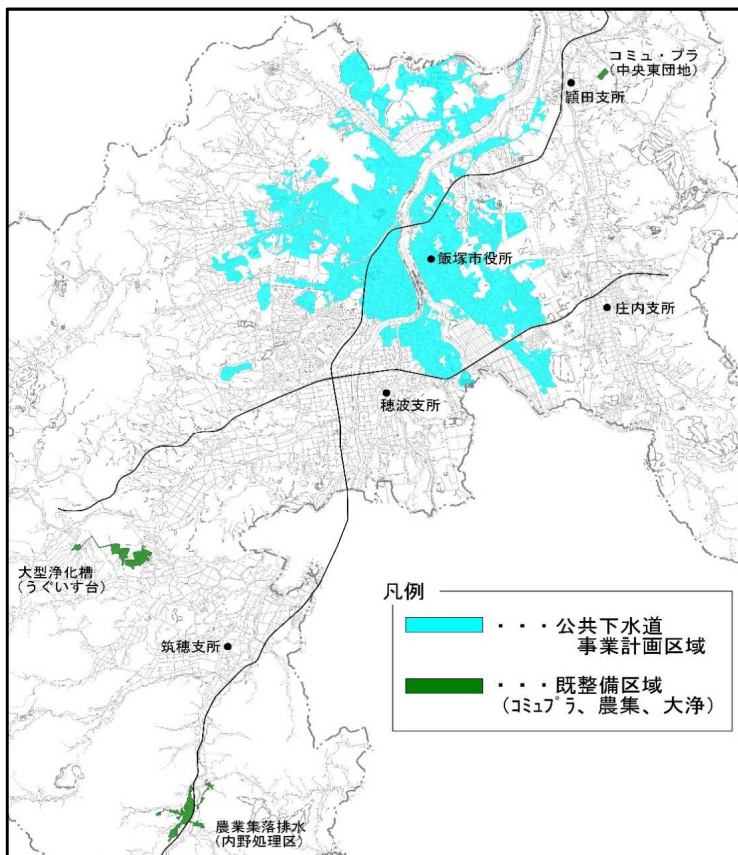 コミュ・プラ
(中央東団地)
頴田支所
飯塚市役所
庄内支所
穂波支所
大型浄化槽
(うぐいす台)
筑穂支所
農業集落排水
(内野処理区)
凡例
・・・公共下水道
事業計画区域
・・・既整備区域
(ｺﾐｭﾌﾟﾗ、農集、大浄)